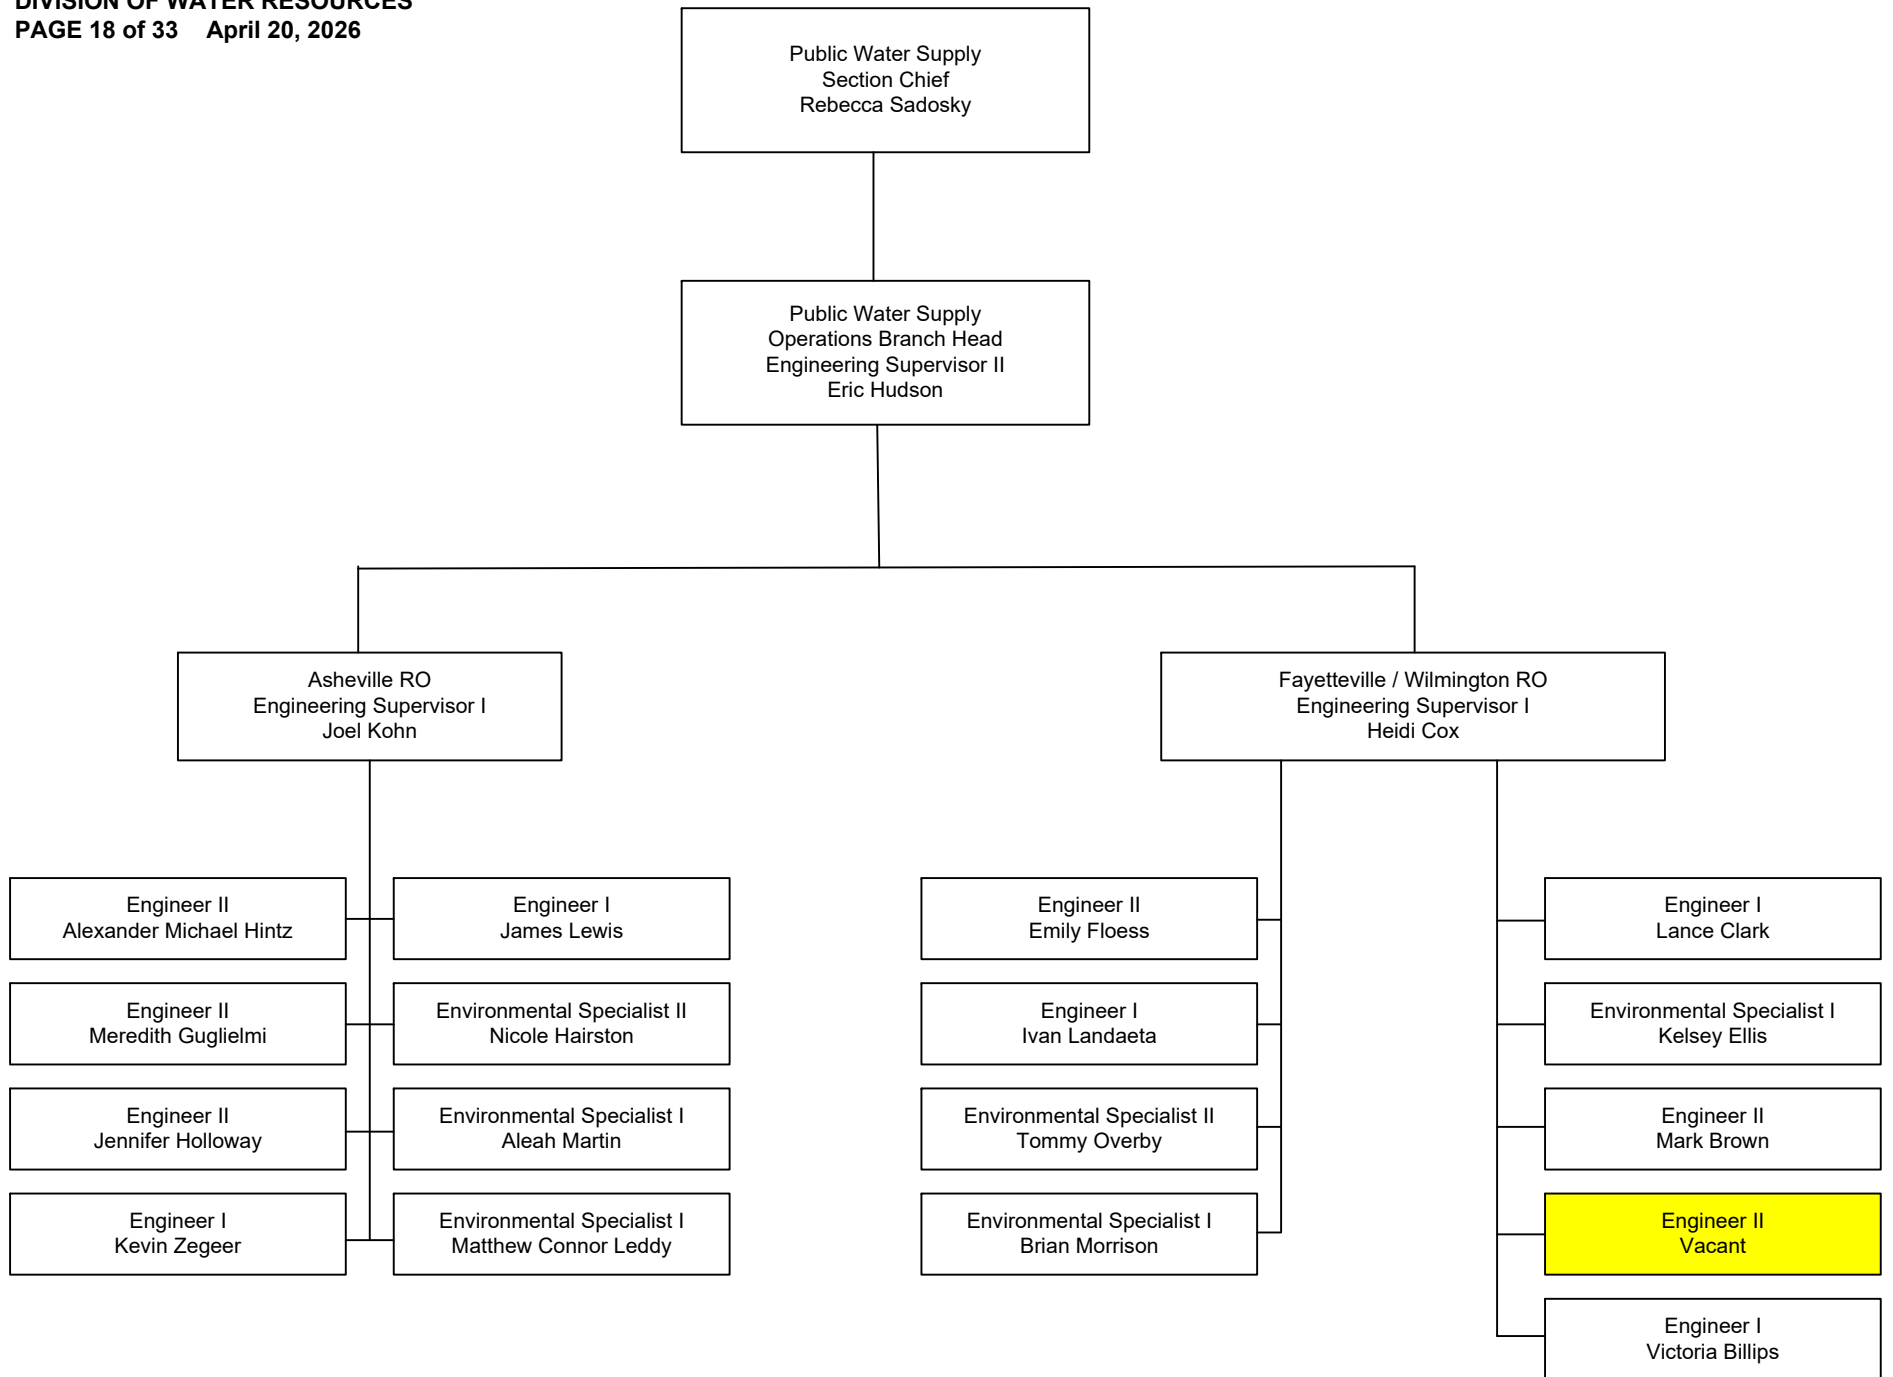 DIVISION OF WATER RESOURCES
PAGE 18 of 33 April 20, 2026
Public Water Supply
Section Chief
Rebecca Sadosky
Public Water Supply
Operations Branch Head
Engineering Supervisor II
Eric Hudson
Asheville RO
Engineering Supervisor I
Joel Kohn
Fayetteville / Wilmington RO
Engineering Supervisor I
Heidi Cox
Engineer II
Alexander Michael Hintz
Engineer I
James Lewis
Engineer II
Meredith Guglielmi
Environmental Specialist II
Nicole Hairston
Engineer II
Jennifer Holloway
Environmental Specialist I
Aleah Martin
Engineer I
Kevin Zegeer
Environmental Specialist I
Matthew Connor Leddy
Engineer II
Emily Floess
Engineer I
Lance Clark
Engineer I
Ivan Landaeta
Environmental Specialist I
Kelsey Ellis
Environmental Specialist II
Tommy Overby
Engineer II
Mark Brown
Environmental Specialist I
Brian Morrison
Engineer II
Vacant
Engineer I
Victoria Billips